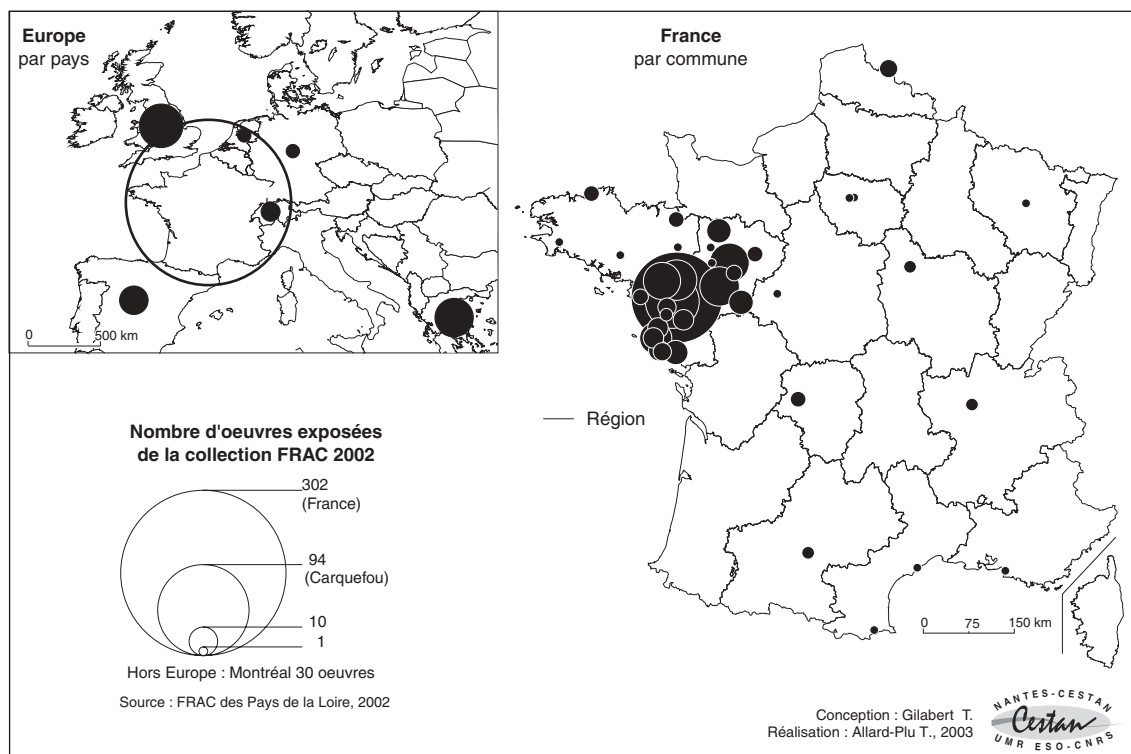 Europe
par pays
0 500 km
France
par commune
Région
Nombre d'oeuvres exposées
de la collection FRAC 2002
302
(France)
94
(Carquefou)
10
1
Hors Europe : Montréal 30 oeuvres
Source : FRAC des Pays de la Loire, 2002
0 75 150 km
Conception : Gilabert T.
Réalisation : Allard-Plu T., 2003
NANTES-CESTAN
Cestan
UMR ESO-CNRS